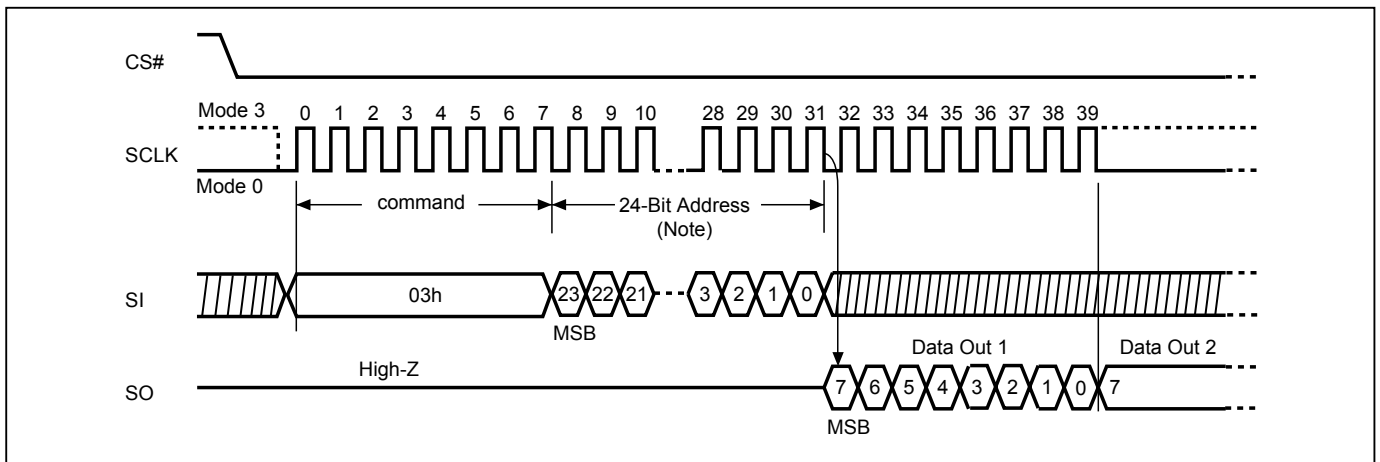 CS#
Mode 3
0 1 2 3 4 5 6 7 8 9 10 28 29 30 31 32 33 34 35 36 37 38 39
SCLK
Mode 0
command
24-Bit Address
(Note)
SI
03h
23 22 21 3 2 1 0
MSB
Data Out 1
Data Out 2
High-Z
SO
7 6 5 4 3 2 1 0 7
MSB